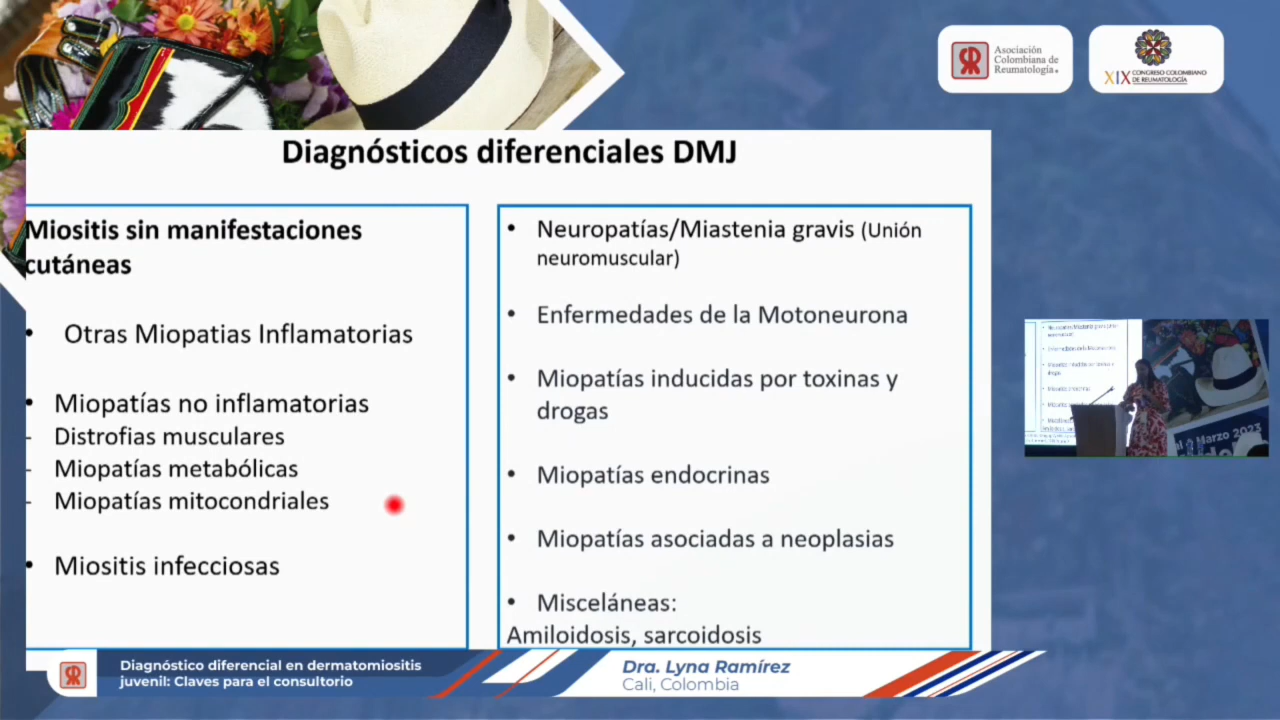 Asociación
Colombiana de
Reumatología.
XIX CONGRESO COLOMBIANO
DE REUMATOLOGÍA
Diagnósticos diferenciales DMJ
Miositis sin manifestaciones
cutáneas
• Otras Miopatias Inflamatorias
• Miopatías no inflamatorias
- Distrofias musculares
- Miopatías metabólicas
- Miopatías mitocondriales
• Miositis infecciosas
• Neuropatías/Miastenia gravis (Unión
neuromuscular)
• Enfermedades de la Motoneurona
• Miopatías inducidas por toxinas y
drogas
• Miopatías endocrinas
• Miopatías asociadas a neoplasias
• Misceláneas:
Amiloidosis, sarcoidosis
Marzo 2023
Diagnóstico diferencial en dermatomiositis
juvenil: Claves para el consultorio
Dra. Lyna Ramírez
Cali, Colombia